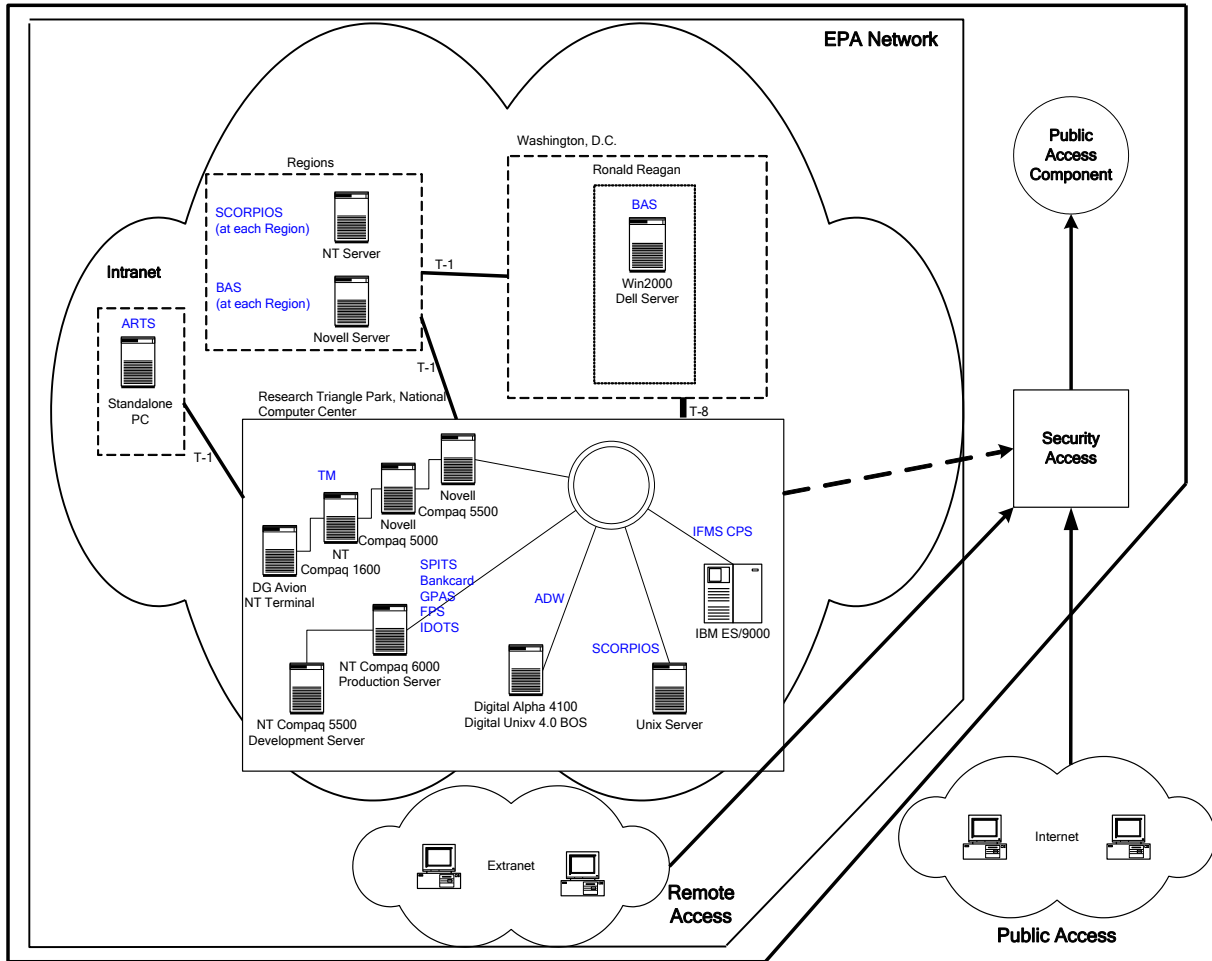 EPA Network
Public
Access
Component
Washington, D.C.
Ronald Reagan
BAS
Win2000
Dell Server
Regions
SCORPIOS
(at each Region)
NT Server
BAS
(at each Region)
Novell Server
T-1
T-1
Intranet
ARTS
Standalone
PC
T-1
T-8
Research Triangle Park, National
Computer Center
TM
Novell
Compaq 5500
Novell
Compaq 5000
NT
Compaq 1600
DG Avion
NT Terminal
SPITS
Bankcard
GPAS
FPS
IDOTS
NT Compaq 6000
Production Server
NT Compaq 5500
Development Server
ADW
Digital Alpha 4100
Digital Unixv 4.0 BOS
SCORPIOS
Unix Server
IFMS CPS
IBM ES/9000
Security
Access
Extranet
Remote
Access
Internet
Public Access